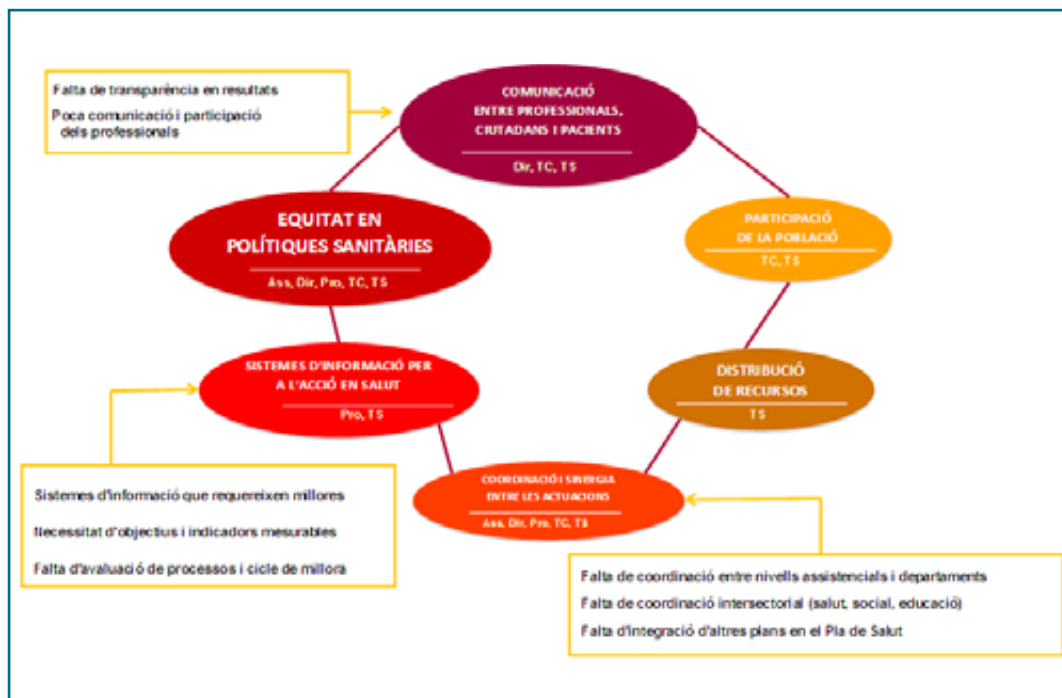 Falta de transparència en resultats
Poca comunicació i participació
dels professionals
COMUNICACIÓ
ENTRE PROFESSIONALS,
CIUTADANS I PACIENTS
Dir, TC, TS
EQUITAT EN
POLÍTIQUES SANITÀRIES
Ass, Dir, Pro, TC, TS
PARTICIPACIÓ
DE LA POBLACIÓ
TC, TS
SISTEMES D'INFORMACIÓ PER
A L'ACCIÓ EN SALUT
Pro, TS
DISTRIBUCIÓ
DE RECURSOS
TS
COORDINACIÓ I SINERGIA
ENTRE LES ACTUACIONS
Ass, Dir, Pro, TC, TS
Sistemes d'informació que requereixen millores
Necessitat d'objectius i indicadors mesurables
Falta d'avaluació de processos i cicle de millora
Falta de coordinació entre nivells assistencials i departaments
Falta de coordinació intersectorial (salut, social, educació)
Falta d'integració d'altres plans en el Pla de Salut